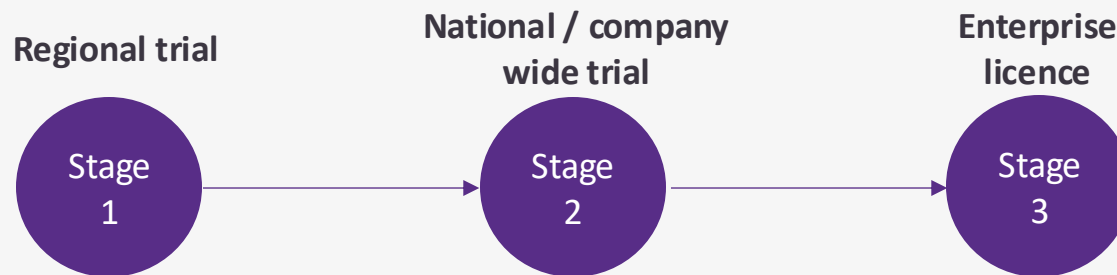 Regional trial
National / company
wide trial
Enterprise
licence
Stage
1
Stage
2
Stage
3